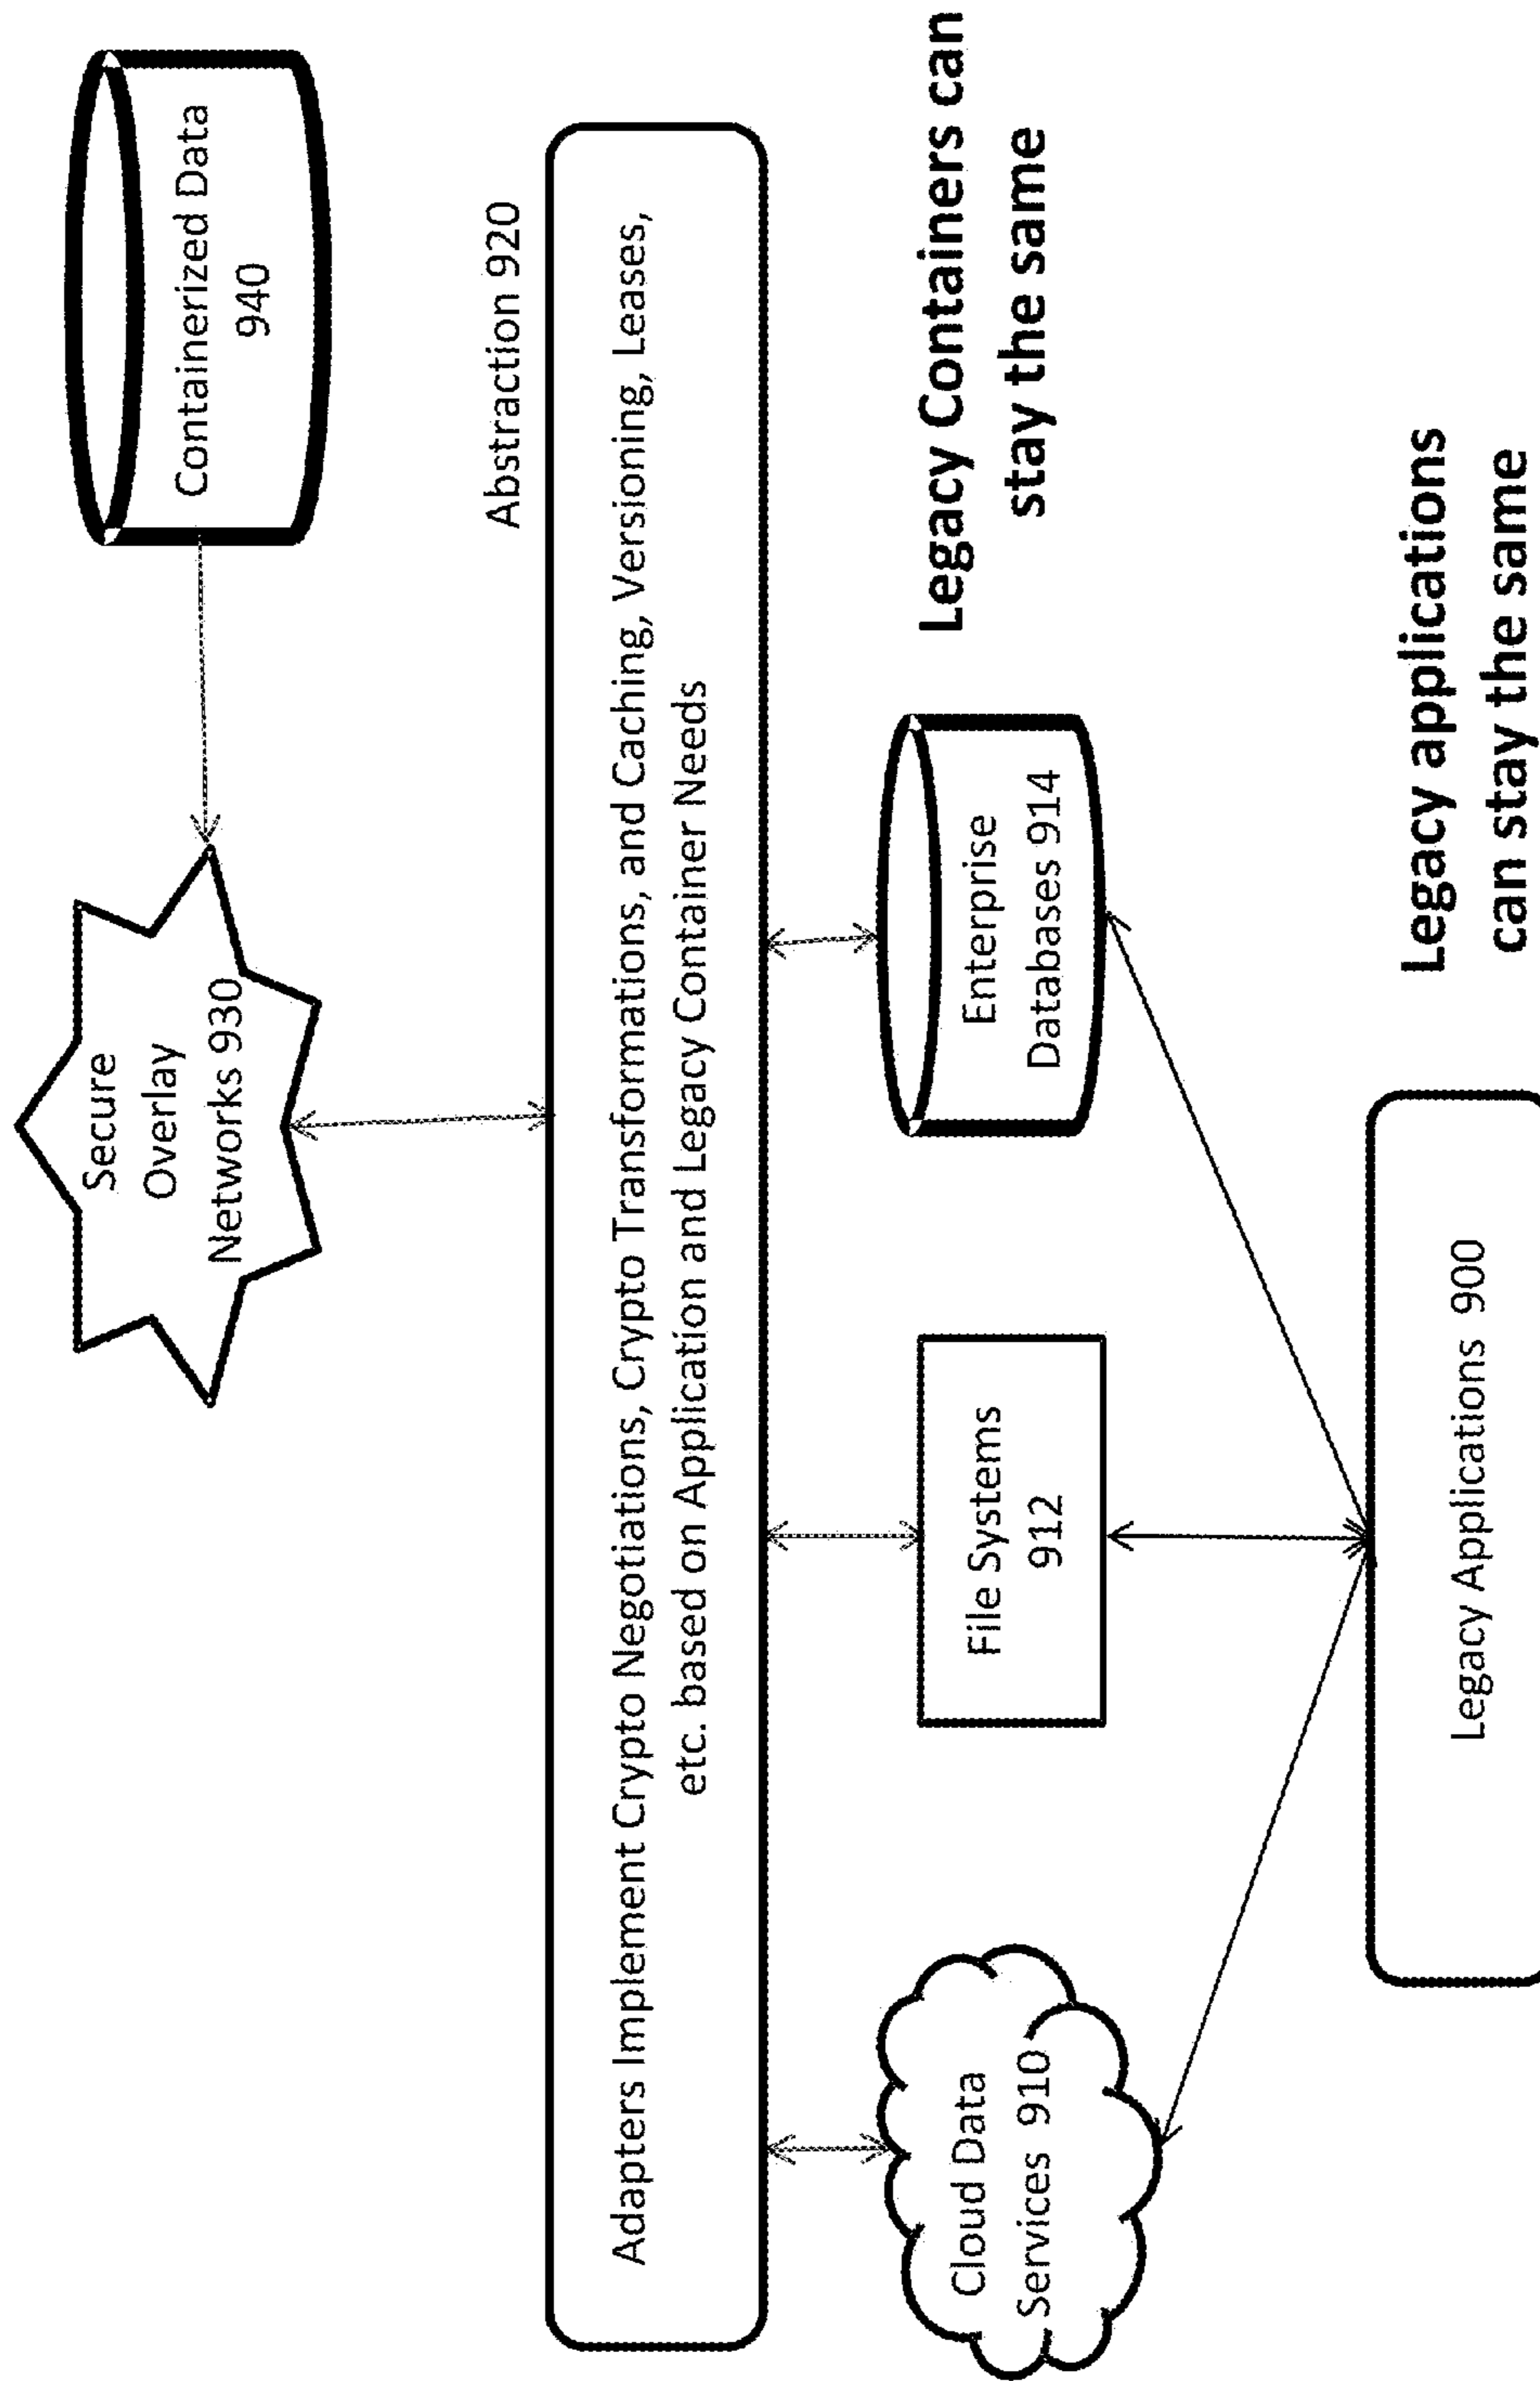 Secure
Overlay
Networks 930
Containerized Data
940
Abstraction 920
Adapters Implement Crypto Negotiations, Crypto Transformations, and Caching, Versioning, Leases,
etc. based on Application and Legacy Container Needs
Cloud Data
Services 910
File Systems
912
Enterprise
Databases 914
Legacy Containers can
stay the same
Legacy Applications 900
Legacy applications
can stay the same